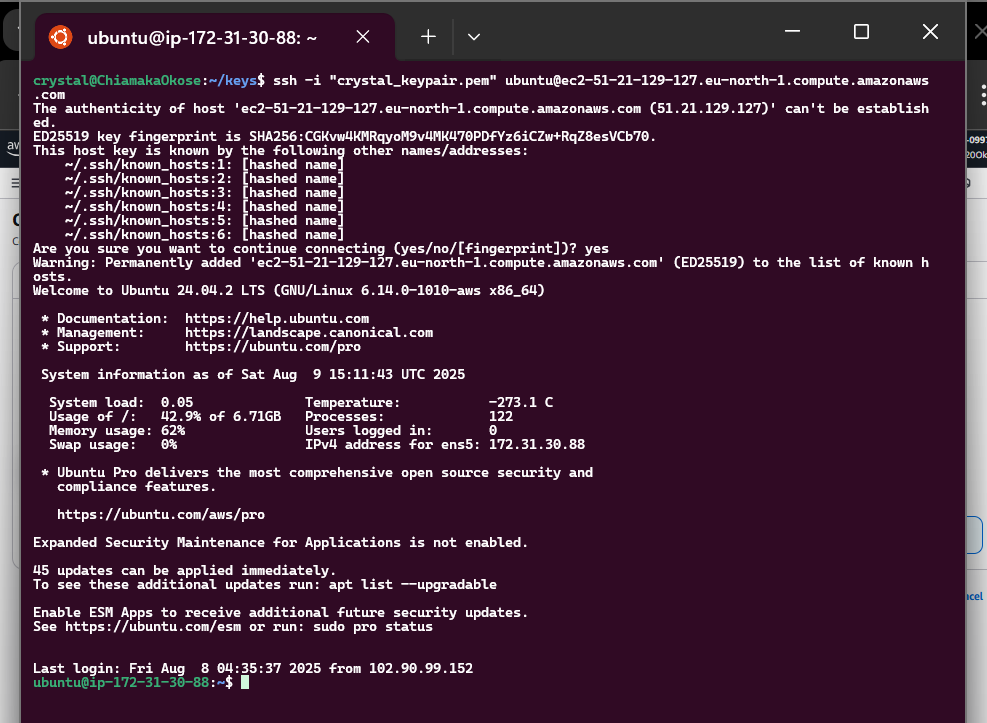 ubuntu@ip-172-31-30-88: ~
crystal@ChiamakaOkose:~/keys$ ssh -i "crystal_keypair.pem" ubuntu@ec2-51-21-129-127.eu-north-1.compute.amazonaws
.com
The authenticity of host 'ec2-51-21-129-127.eu-north-1.compute.amazonaws.com (51.21.129.127)' can't be establish
ed.
ED25519 key fingerprint is SHA256:CGKvw4KMRqyoM9v4MK470PDfYz6iCZw+RqZ8esVCb70.
This host key is known by the following other names/addresses:
    ~/.ssh/known_hosts:1: [hashed name]
    ~/.ssh/known_hosts:2: [hashed name]
    ~/.ssh/known_hosts:3: [hashed name]
    ~/.ssh/known_hosts:4: [hashed name]
    ~/.ssh/known_hosts:5: [hashed name]
    ~/.ssh/known_hosts:6: [hashed name]
Are you sure you want to continue connecting (yes/no/[fingerprint])? yes
Warning: Permanently added 'ec2-51-21-129-127.eu-north-1.compute.amazonaws.com' (ED25519) to the list of known h
osts.
Welcome to Ubuntu 24.04.2 LTS (GNU/Linux 6.14.0-1010-aws x86_64)
 * Documentation:  https://help.ubuntu.com
 * Management:     https://landscape.canonical.com
 * Support:        https://ubuntu.com/pro
 System information as of Sat Aug  9 15:11:43 UTC 2025
  System load:  0.05              Temperature:           -273.1 C
  Usage of /:   42.9% of 6.71GB   Processes:             122
  Memory usage: 62%               Users logged in:       0
  Swap usage:   0%                IPv4 address for ens5: 172.31.30.88
 * Ubuntu Pro delivers the most comprehensive open source security and
   compliance features.
   https://ubuntu.com/aws/pro
Expanded Security Maintenance for Applications is not enabled.
45 updates can be applied immediately.
To see these additional updates run: apt list --upgradable
Enable ESM Apps to receive additional future security updates.
See https://ubuntu.com/esm or run: sudo pro status
Last login: Fri Aug  8 04:35:37 2025 from 102.90.99.152
ubuntu@ip-172-31-30-88:~$